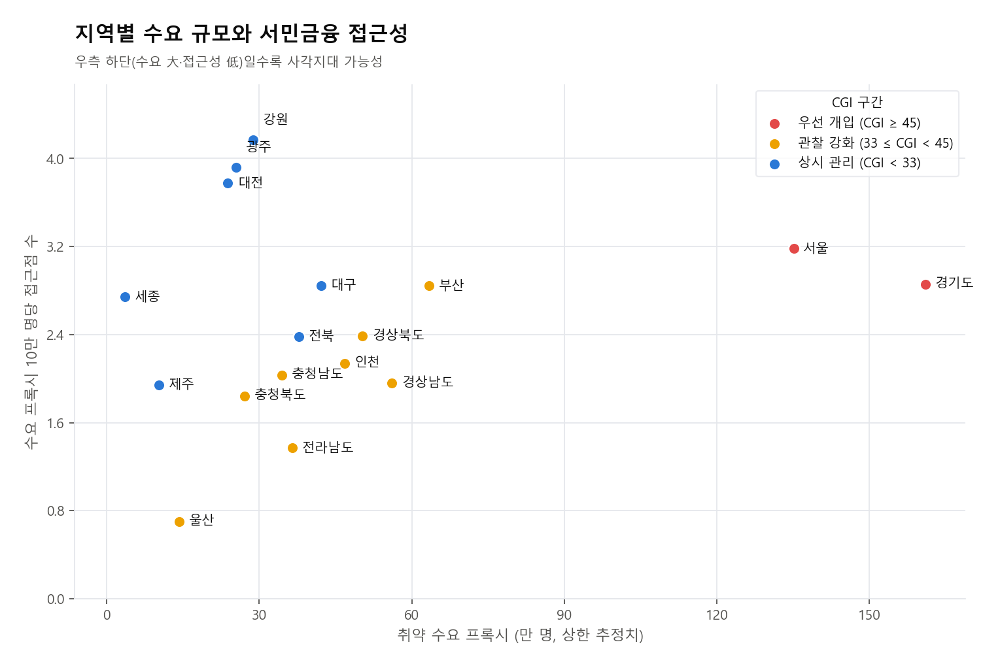 지역별 수요 규모와 서민금융 접근성
우측 하단(수요 大·접근성 低)일수록 사각지대 가능성
CGI 구간
우선 개입 (CGI ≥ 45)
관찰 강화 (33 ≤ CGI < 45)
상시 관리 (CGI < 33)
수요 프록시 10만 명당 접근점 수
4.0
3.2
2.4
1.6
0.8
0.0
강원
광주
대전
서울
경기도
대구
부산
세종
전북
경상북도
인천
충청남도
경상남도
제주
충청북도
전라남도
울산
0
30
60
90
120
150
취약 수요 프록시 (만 명, 상한 추정치)